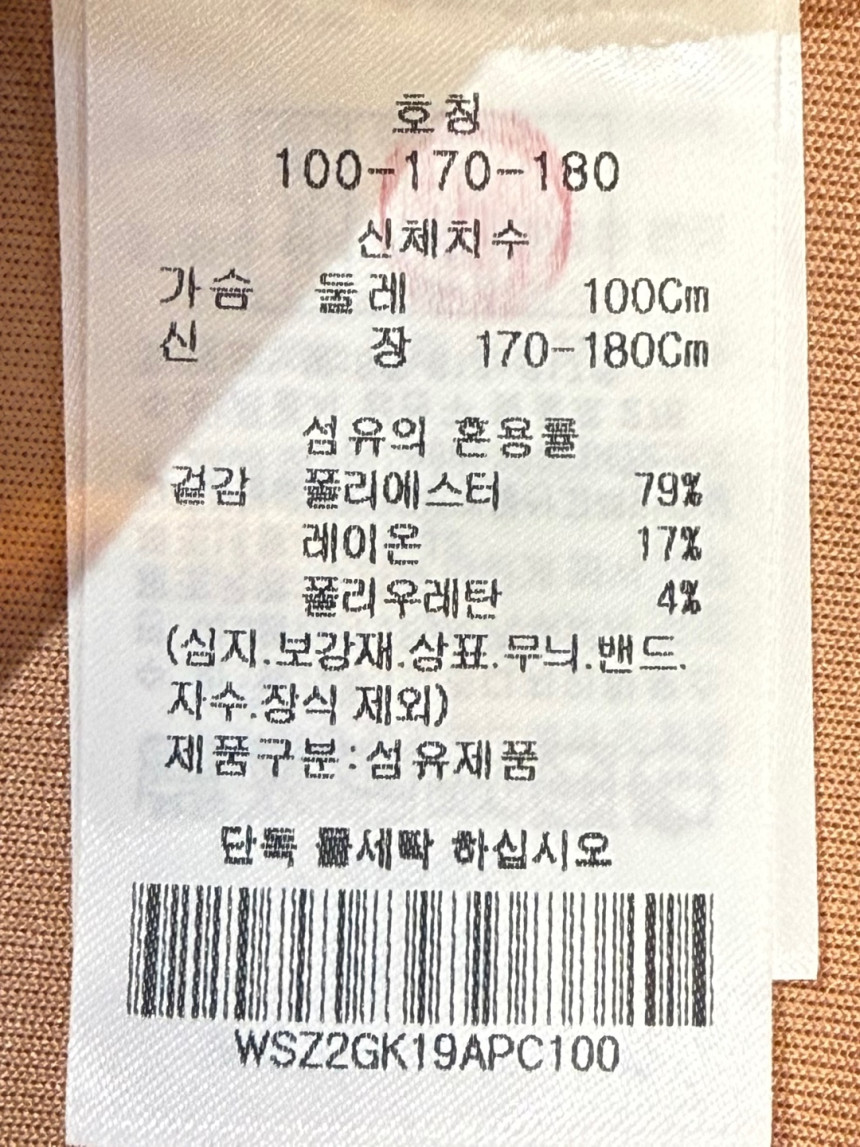 호칭
100-170-180
신체치수
가슴 둘레 100Cm
신 장 170-180Cm
섬유의 혼용률
겉감 폴리에스터 79%
레이온 17%
폴리우레탄 4%
(심지.보강재.상표.무늬.밴드.
자수.장식 제외)
제품구분:섬유제품
단독 물세탁 하십시오
WSZ2GK19APC100